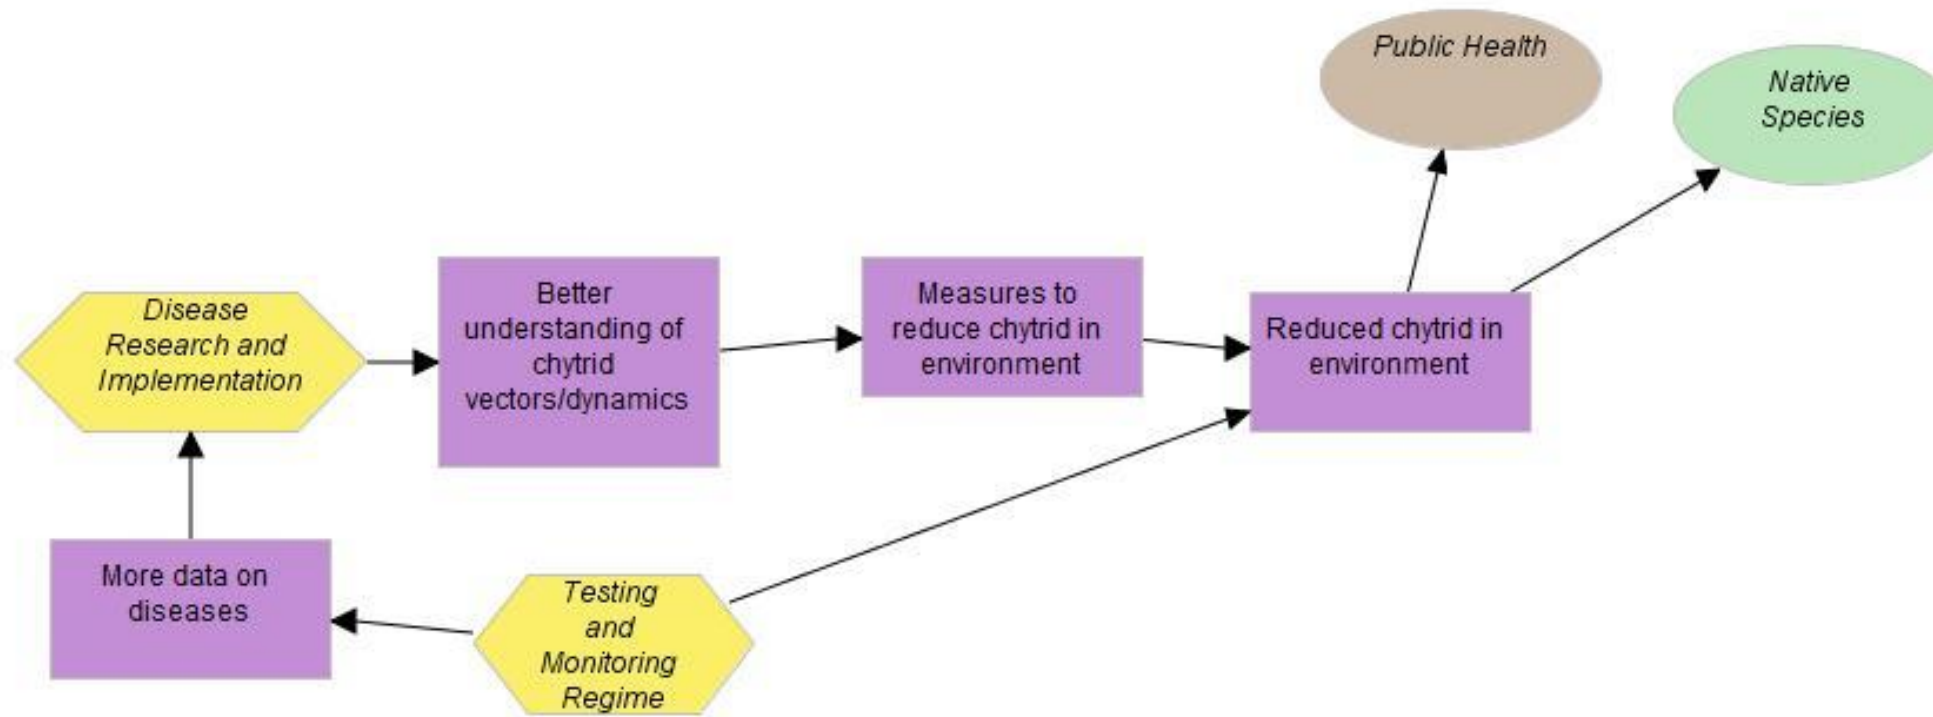 Public Health
Native
Species
Disease
Research and
Implementation
Better
understanding of
chytrid
vectors/dynamics
Measures to
reduce chytrid in
environment
Reduced chytrid in
environment
More data on
diseases
Testing
and
Monitoring
Regime